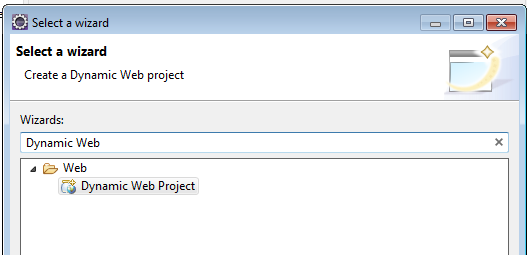 Select a wizard
Select a wizard
Create a Dynamic Web project
Wizards:
Dynamic Web
Web
Dynamic Web Project